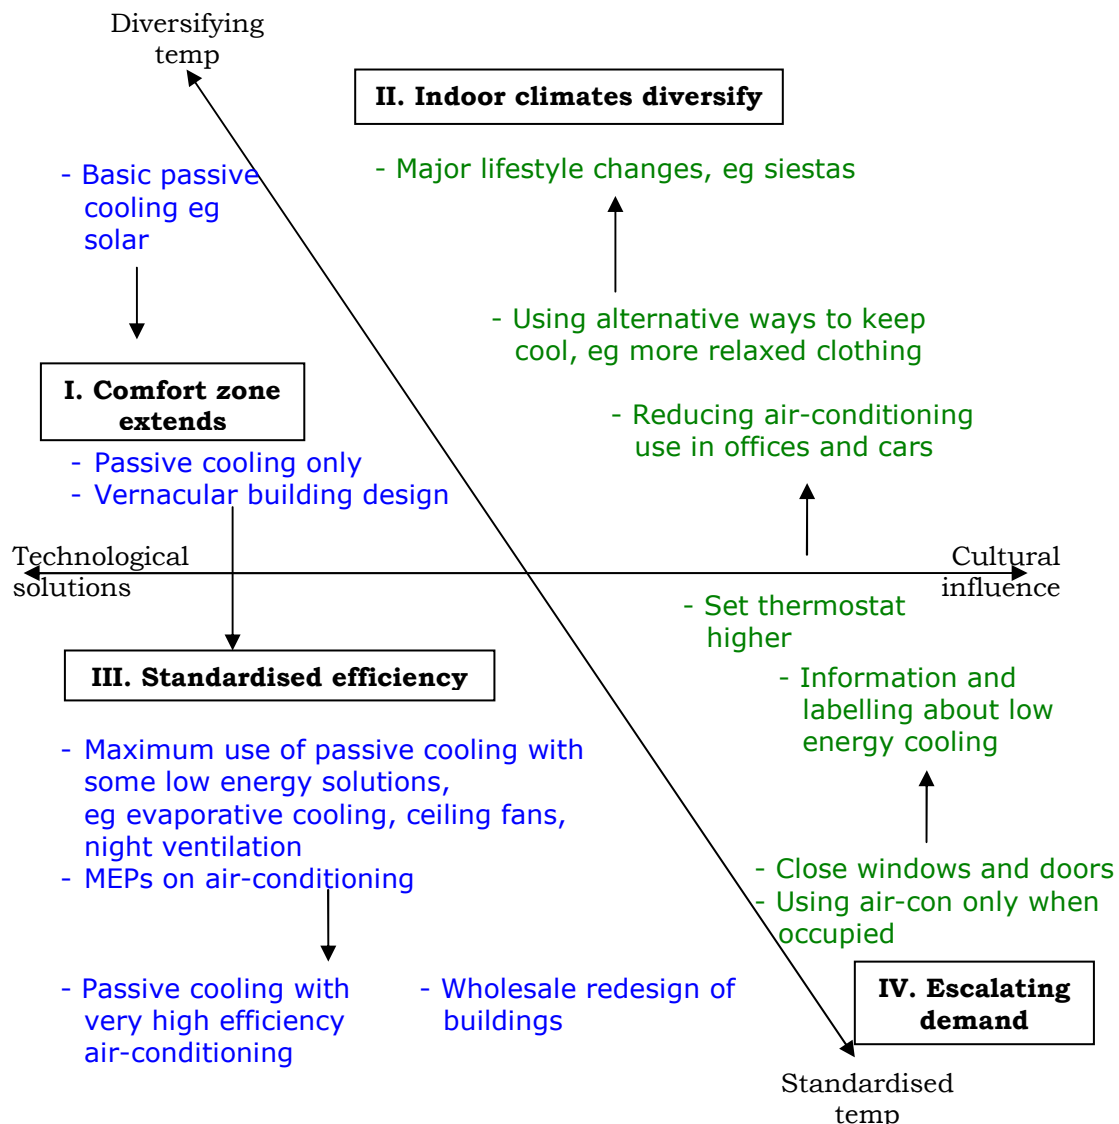 Diversifying
temp
II. Indoor climates diversify
- Basic passive
cooling eg
solar
- Major lifestyle changes, eg siestas
- Using alternative ways to keep
cool, eg more relaxed clothing
I. Comfort zone
extends
- Reducing air-conditioning
use in offices and cars
- Passive cooling only
- Vernacular building design
Technological
solutions
Cultural
influence
- Set thermostat
higher
III. Standardised efficiency
- Information and
labelling about low
energy cooling
- Maximum use of passive cooling with
some low energy solutions,
eg evaporative cooling, ceiling fans,
night ventilation
- MEPs on air-conditioning
- Close windows and doors
- Using air-con only when
occupied
- Passive cooling with
very high efficiency
air-conditioning
- Wholesale redesign of
buildings
IV. Escalating
demand
Standardised
temp